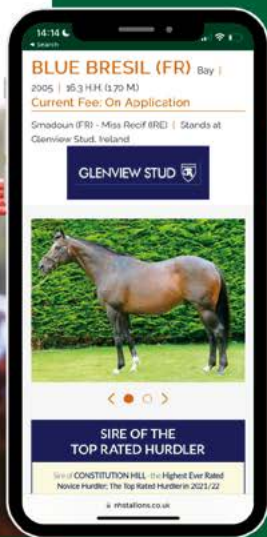 14:14
Search
BLUE BRESIL (FR) Bay |
2005 | 16.3 H.H. (1.70 M.)
Current Fee: On Application
Smadoun (FR) - Miss Recif (IRE) | Stands at
Glenview Stud, Ireland
GLENVIEW STUD
SIRE OF THE
TOP RATED HURDLER
Sire of CONSTITUTION HILL - the Highest Ever Rated
Novice Hurdler; The Top Rated Hurdler in 2021/22
rhstallions.co.uk